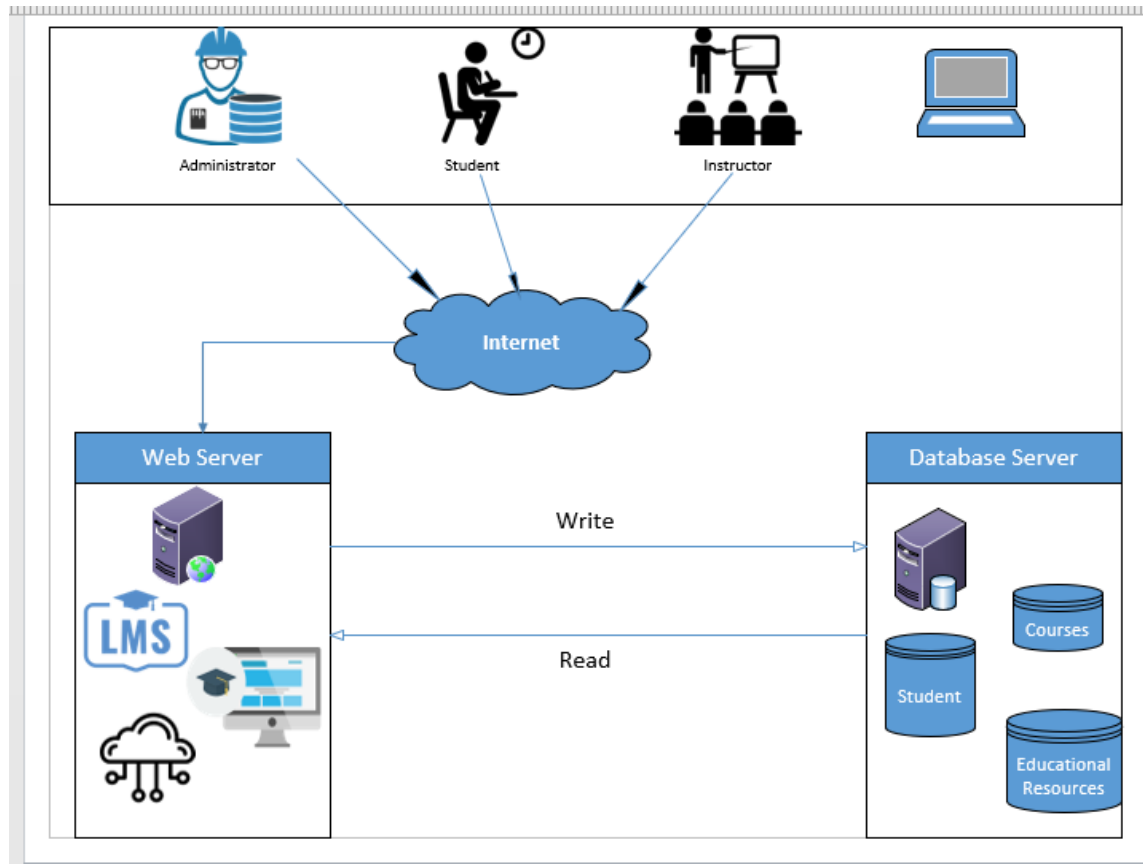 Administrator
Student
Instructor
Internet
Web Server
Database Server
Write
LMS
Courses
Read
Student
Educational
Resources